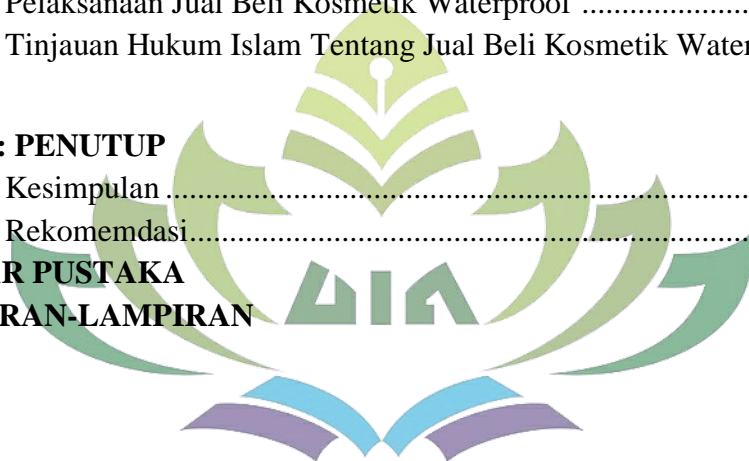 Pelaksanaan Jual Beli Kosmetik Waterproof ......................
Tinjauan Hukum Islam Tentang Jual Beli Kosmetik Water
: PENUTUP
Kesimpulan ................................................................................
Rekomemdasi............................................................................
R PUSTAKA
RAN-LAMPIRAN
UIN